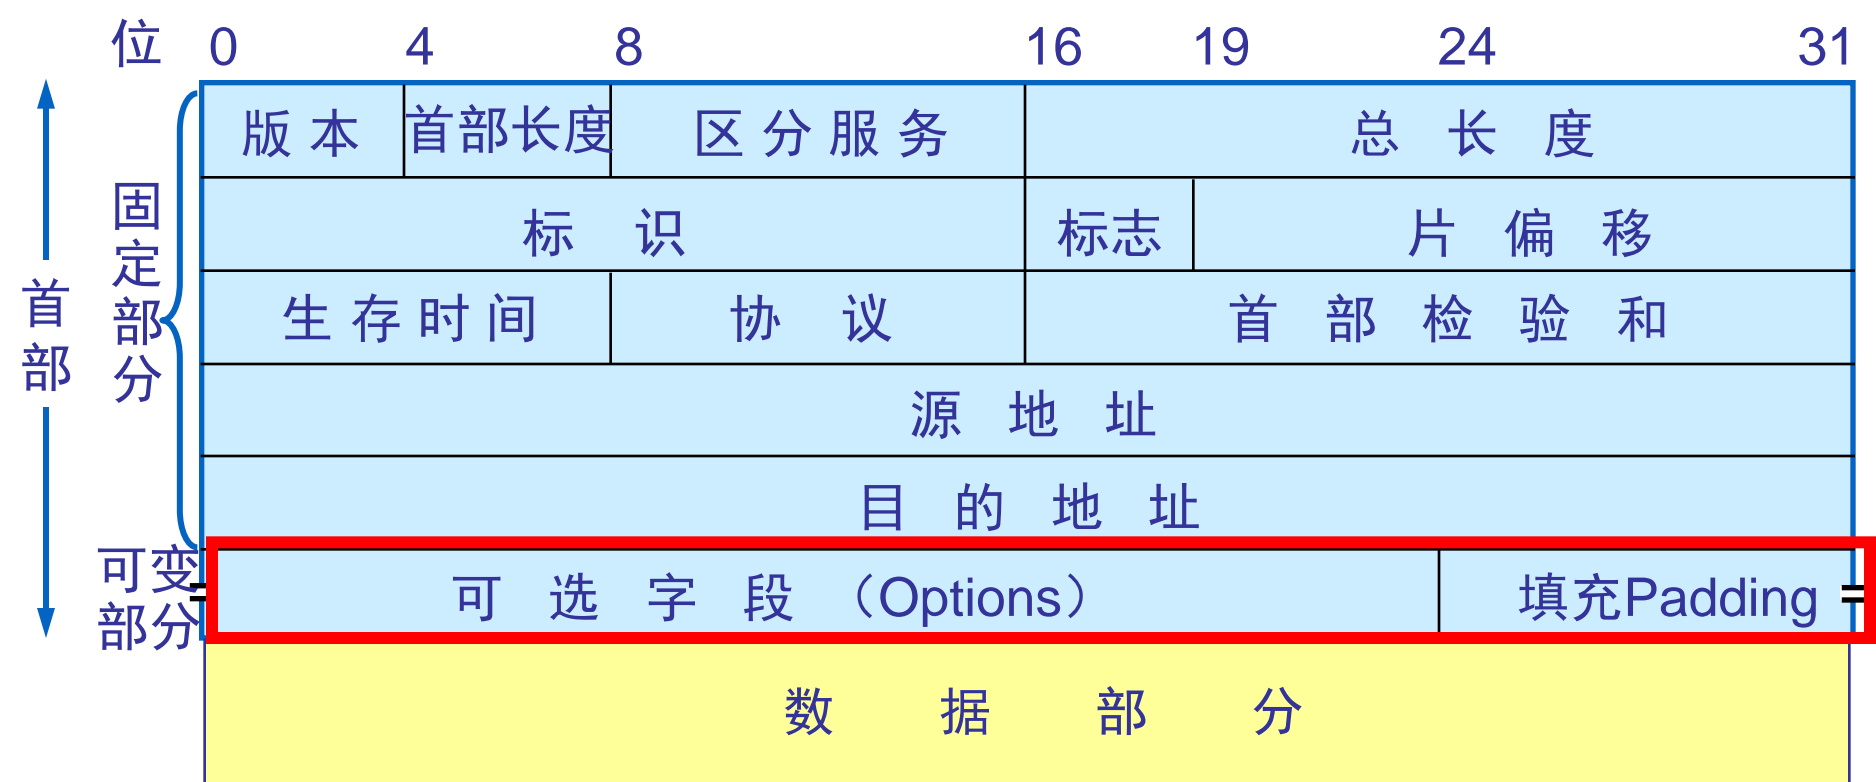 位 0 4 8 16 19 24 31
版本 首部长度 区分服务 总长度
标识 标志 片偏移
生存时间 协议 首部检验和
源地址
目的地址
可选字段（Options） 填充Padding
数据部分
首部
固定部分
可变
部分